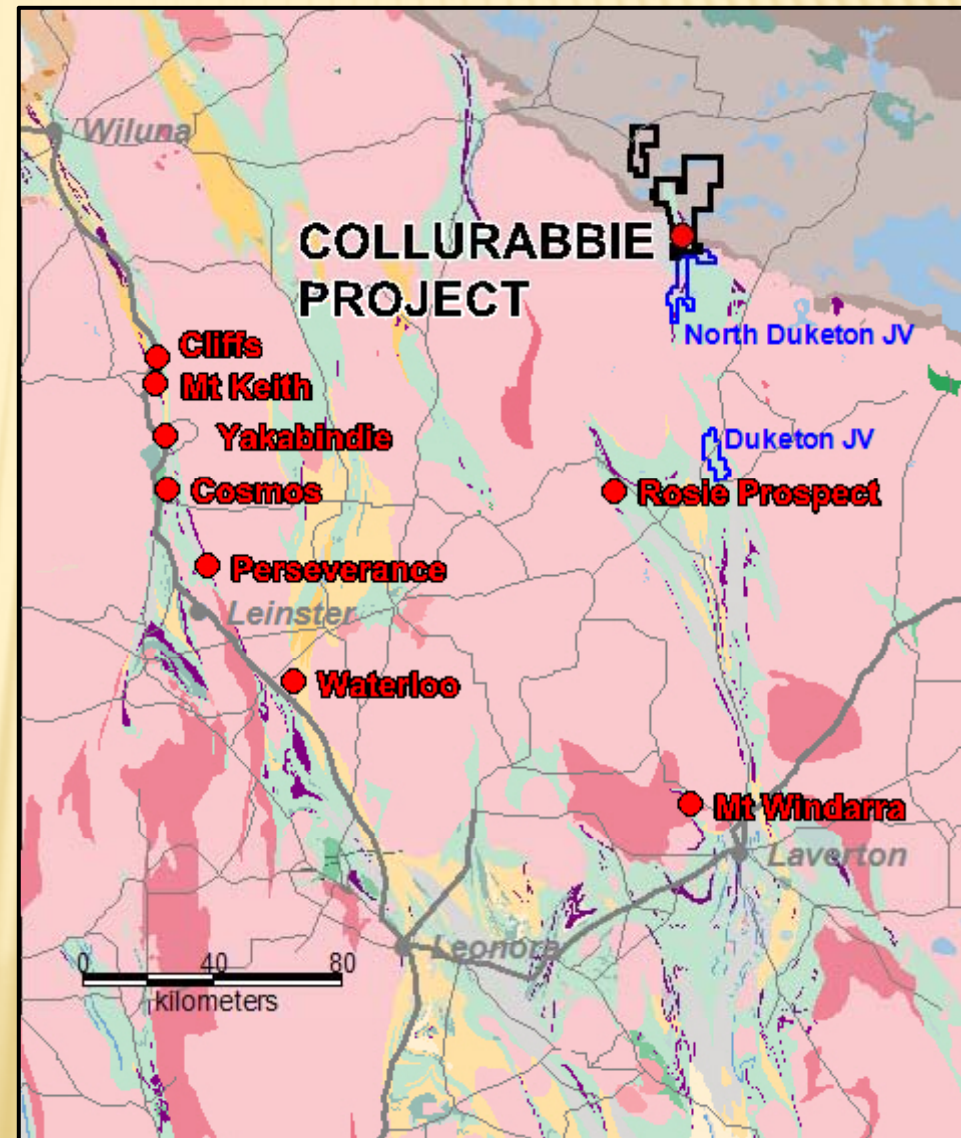 Wiluna
COLLURABBIE
PROJECT
North Duketon JV
Cliffs
Mt Keith
Yakabindie
Duketon JV
Cosmos
Rosie Prospect
Perseverance
Leinster
Waterloo
Mt Windarra
Laverton
Leonora
0 40 80
kilometers